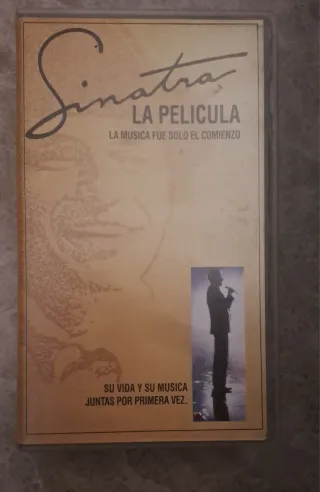 Sinatra
LA PELICULA
LA MUSICA FUE SOLO EL COMIENZO
SU VIDA Y SU MUSICA
JUNTAS POR PRIMERA VEZ.